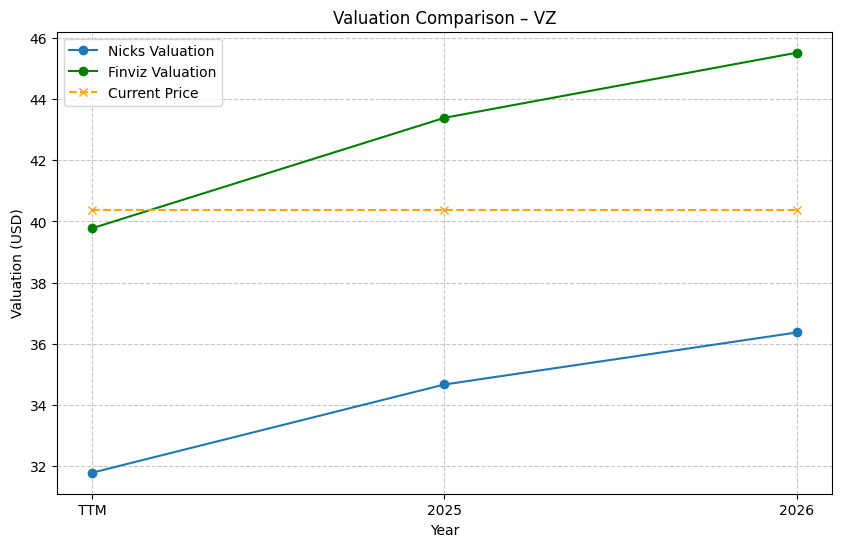 Valuation Comparison – VZ
Nicks Valuation
Finviz Valuation
Current Price
Valuation (USD)
46
44
42
40
38
36
34
32
TTM
2025
2026
Year